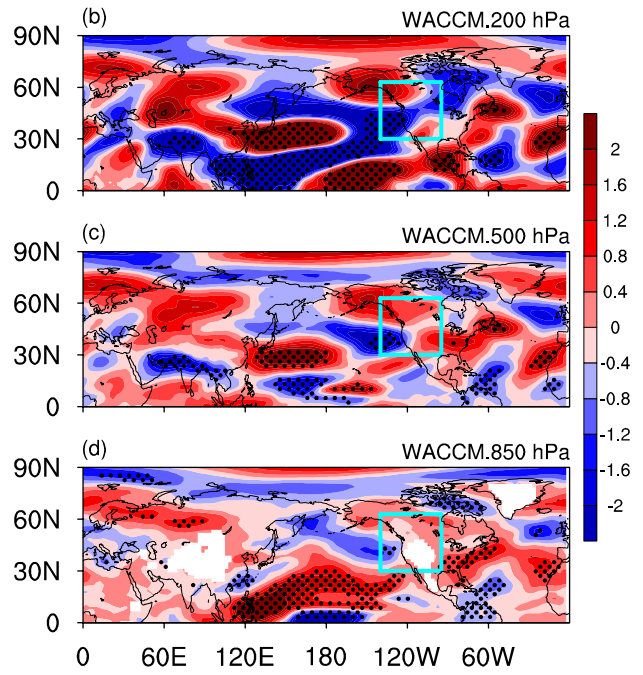 (b) WACCM.200 hPa
90N
60N
30N
0
(c) WACCM.500 hPa
90N
60N
30N
0
(d) WACCM.850 hPa
90N
60N
30N
0
0 60E 120E 180 120W 60W
2
1.6
1.2
0.8
0.4
0
-0.4
-0.8
-1.2
-1.6
-2